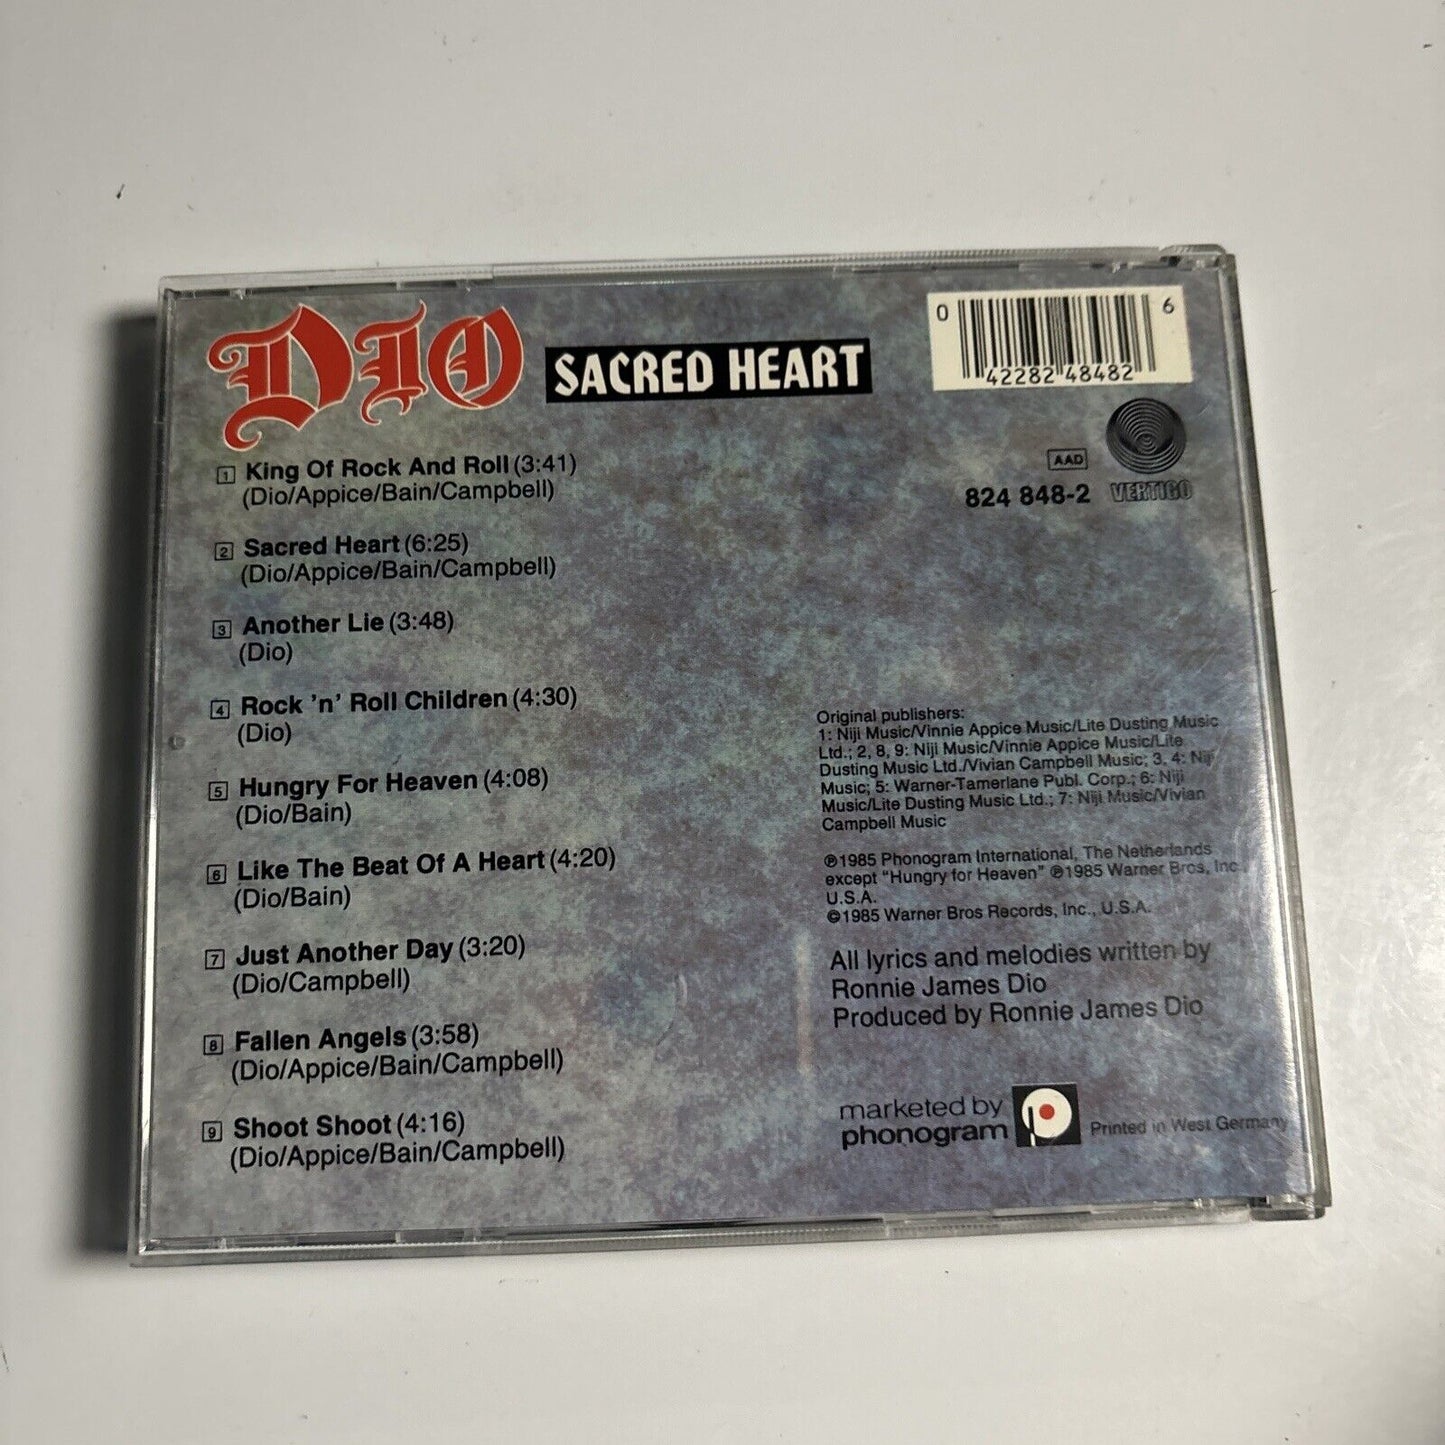 DIO
SACRED HEART
0 42282 48482 6
AAD
824 848-2
VERTIGO
1 King Of Rock And Roll (3:41)
(Dio/Appice/Bain/Campbell)
2 Sacred Heart (6:25)
(Dio/Appice/Bain/Campbell)
3 Another Lie (3:48)
(Dio)
4 Rock 'n' Roll Children (4:30)
(Dio)
5 Hungry For Heaven (4:08)
(Dio/Bain)
6 Like The Beat Of A Heart (4:20)
(Dio/Bain)
7 Just Another Day (3:20)
(Dio/Campbell)
8 Fallen Angels (3:58)
(Dio/Appice/Bain/Campbell)
9 Shoot Shoot (4:16)
(Dio/Appice/Bain/Campbell)
Original publishers:
1: Niji Music/Vinnie Appice Music/Lite Dusting Music
Ltd.; 2, 8, 9: Niji Music/Vinnie Appice Music/Lite
Dusting Music Ltd./Vivian Campbell Music; 3, 4: Niji
Music; 5: Warner-Tamerlane Publ. Corp.; 6: Niji
Music/Lite Dusting Music Ltd.; 7: Niji Music/Vivian
Campbell Music
℗1985 Phonogram International, The Netherlands
except "Hungry for Heaven" ℗1985 Warner Bros, Inc.,
U.S.A.
©1985 Warner Bros Records, Inc., U.S.A.
All lyrics and melodies written by
Ronnie James Dio
Produced by Ronnie James Dio
marketed by
phonogram
Printed in West Germany